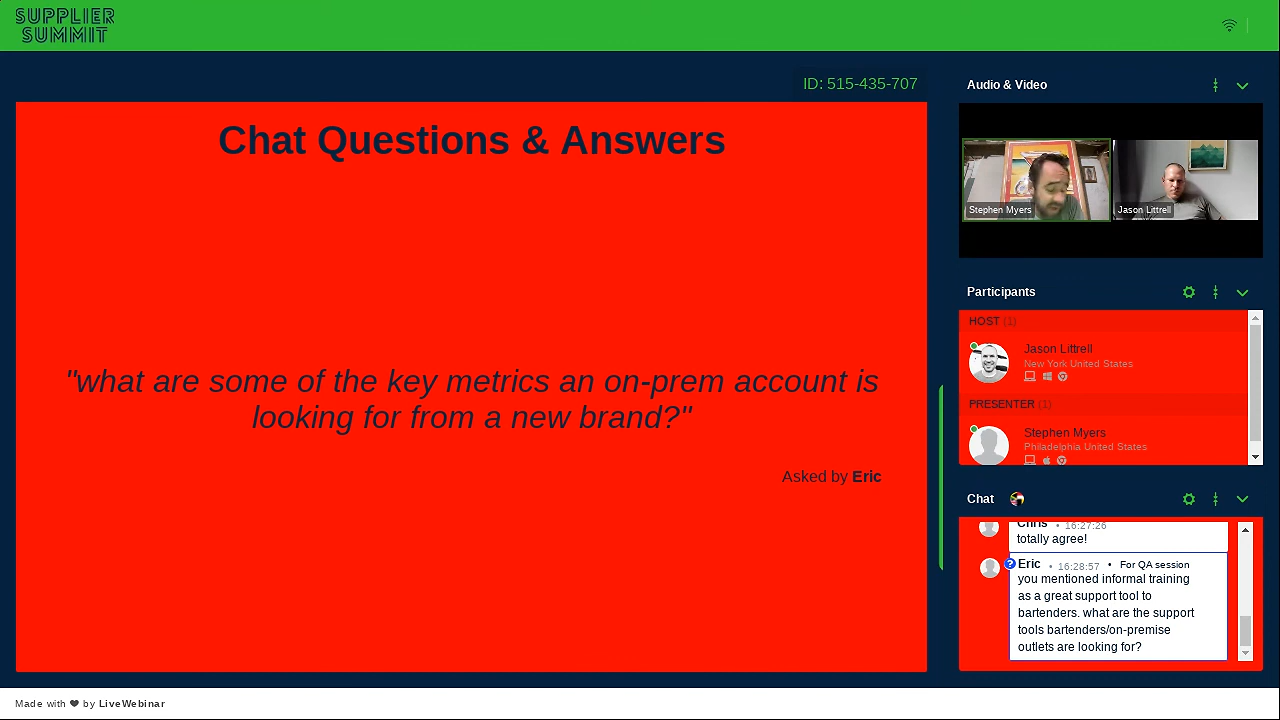 SUPPLIER
SUMMIT
ID: 515-435-707
Chat Questions & Answers
"what are some of the key metrics an on-prem account is
looking for from a new brand?"
Asked by Eric
Audio & Video
Stephen Myers
Jason Littrell
Participants
HOST (1)
Jason Littrell
New York United States
PRESENTER (1)
Stephen Myers
Philadelphia United States
Chat
Chris • 16:27:26
totally agree!
? Eric • 16:28:57 • For QA session
you mentioned informal training
as a great support tool to
bartenders. what are the support
tools bartenders/on-premise
outlets are looking for?
Made with ❤ by LiveWebinar